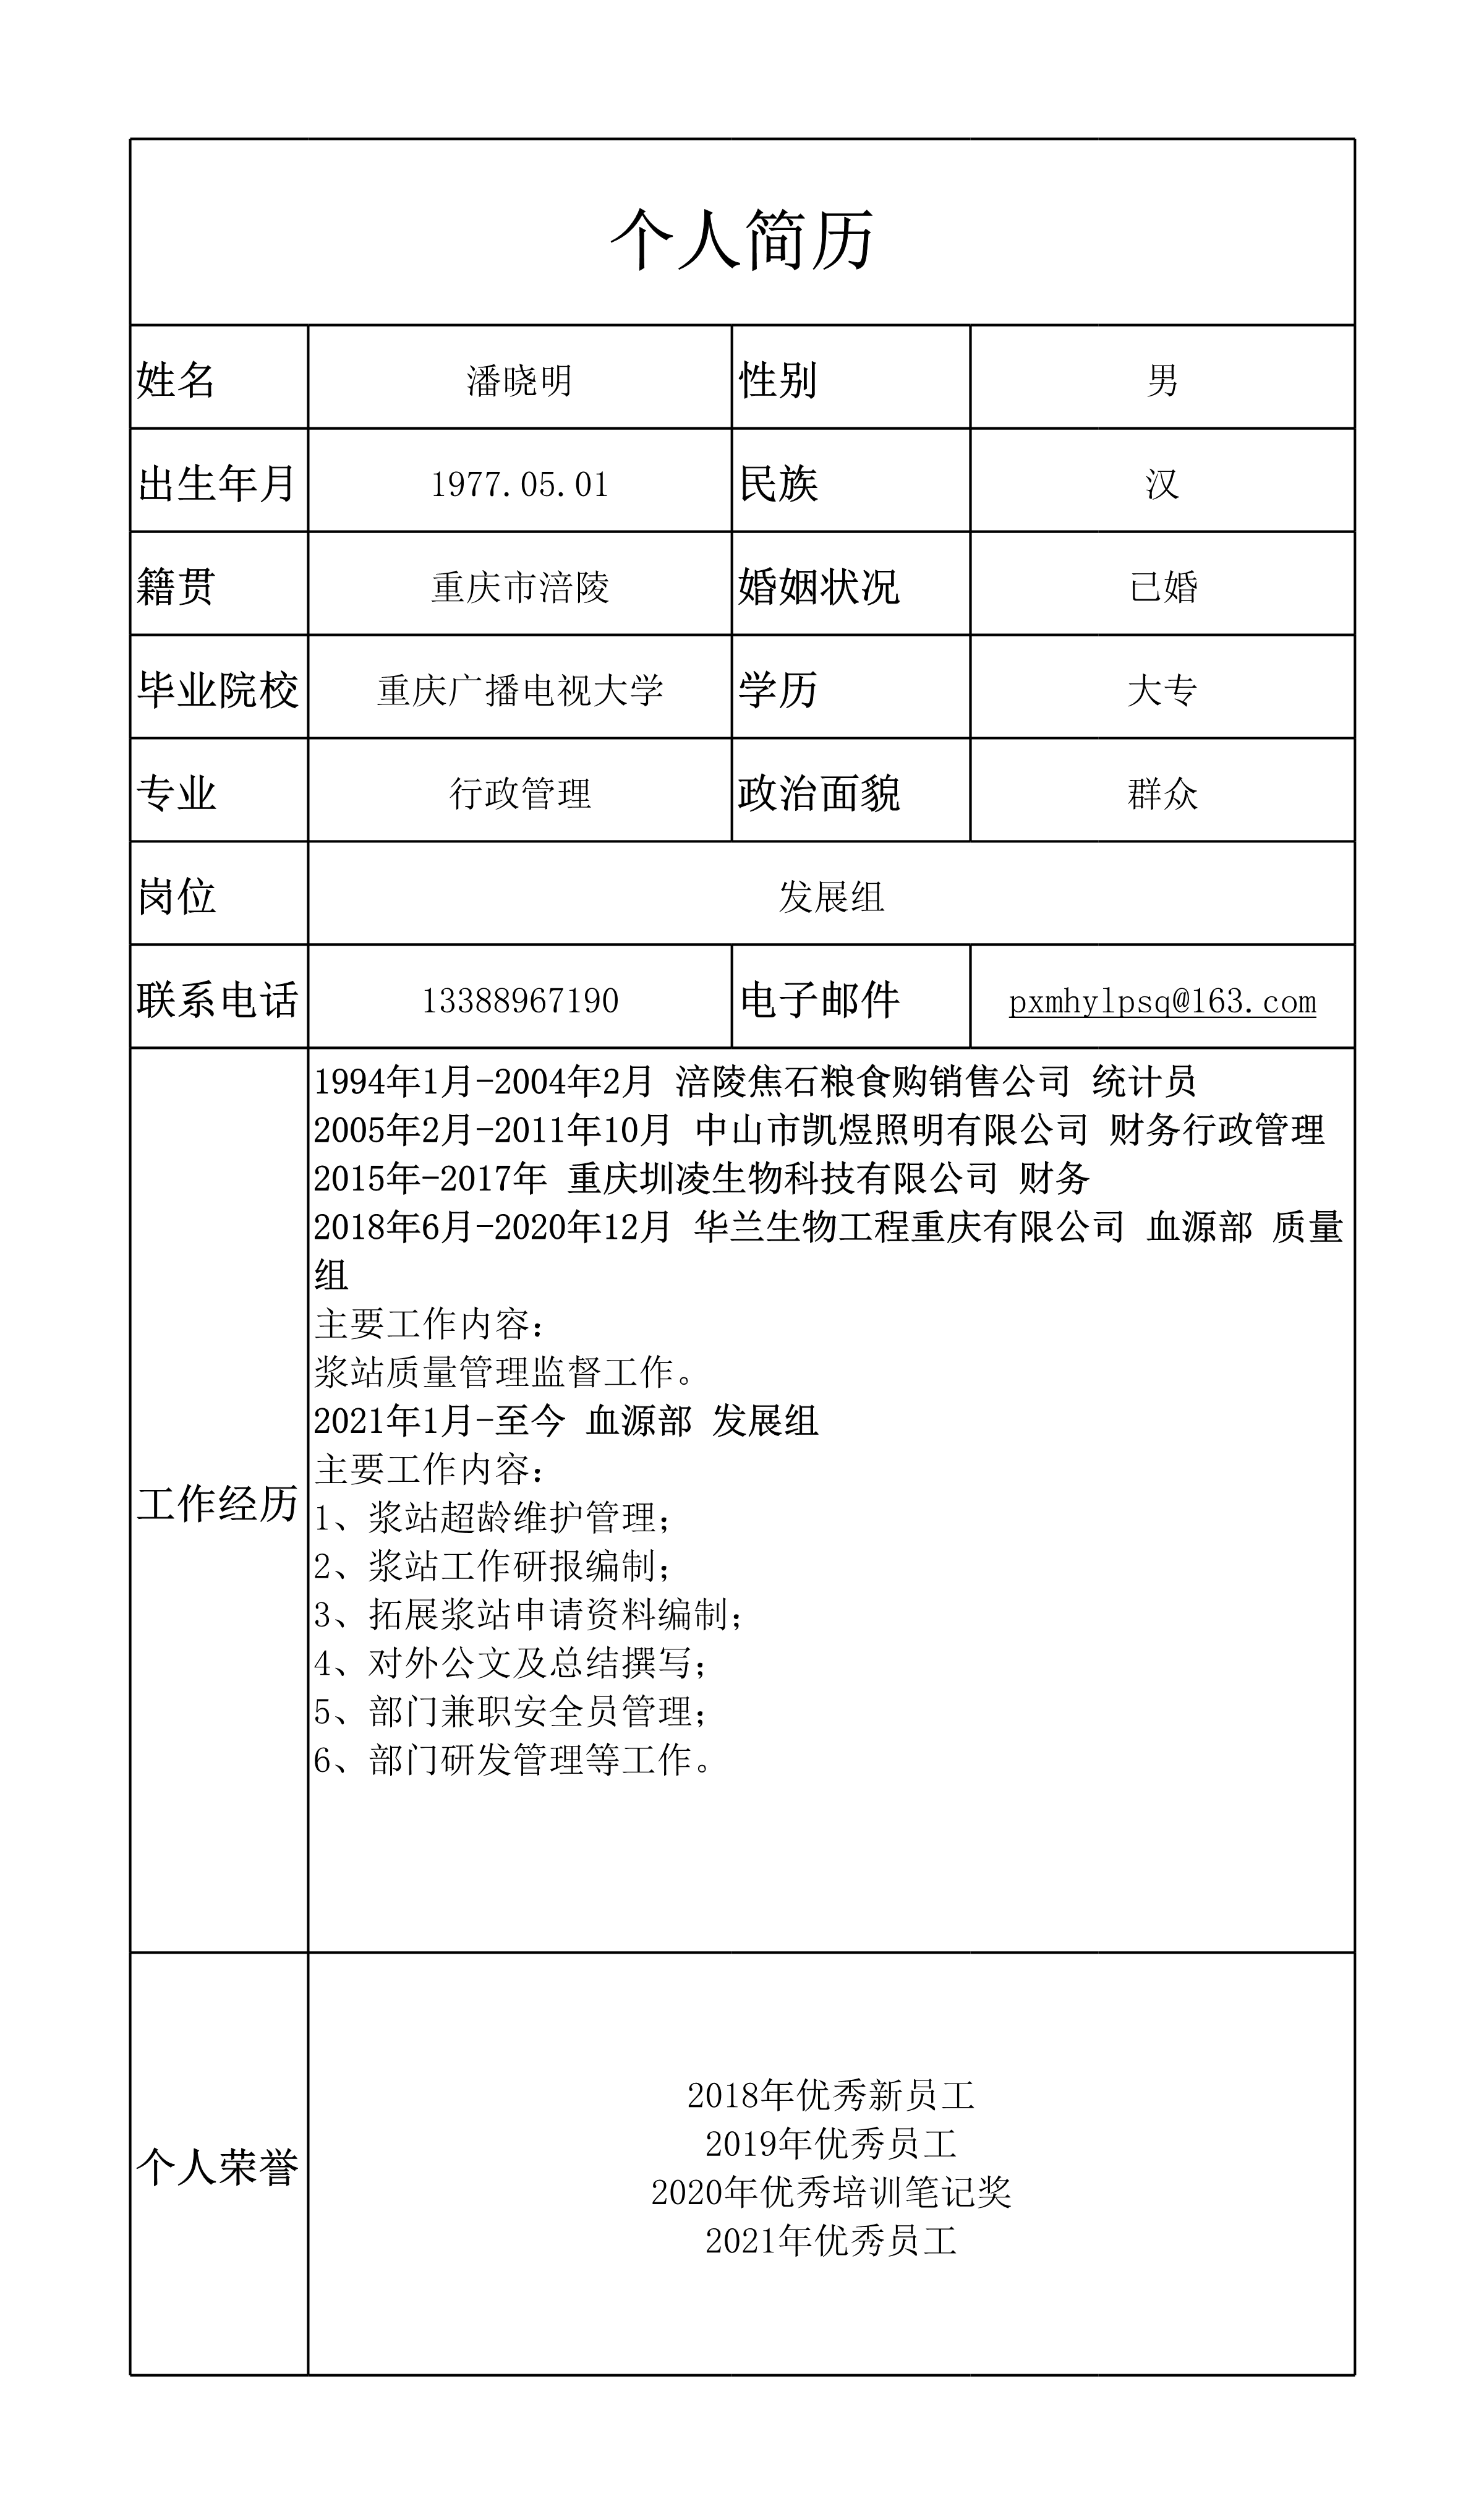 个人简历
姓名 潘晓明 性别 男
出生年月 1977.05.01 民族 汉
籍贯 重庆市涪陵 婚姻状况 已婚
毕业院校 重庆广播电视大学 学历 大专
专业 行政管理 政治面貌 群众
岗位 发展组
联系电话 13388967190 电子邮件 pxmhylpsq@163.com
1994年1月-2004年2月 涪陵焦石粮食购销售公司 统计员
2005年2月-2011年10月 中山市凯煜照明有限公司 财务行政管理
2015年-2017年 重庆圳凌生物科技有限公司 财务
2018年6月-2020年12月 华兰生物工程重庆有限公司 血源部 质量
组
主要工作内容：
浆站质量管理监督工作。
2021年1月-至今 血源部 发展组
主要工作内容：
工作经历
1、浆站超龄维护管理；
2、浆站工作研报编制；
3、拓展浆站申请资料编制；
4、对外公文及总结撰写；
5、部门兼职安全员管理；
6、部门研发管理等工作。
个人荣誉
2018年优秀新员工
2019年优秀员工
2020年优秀培训笔记奖
2021年优秀员工